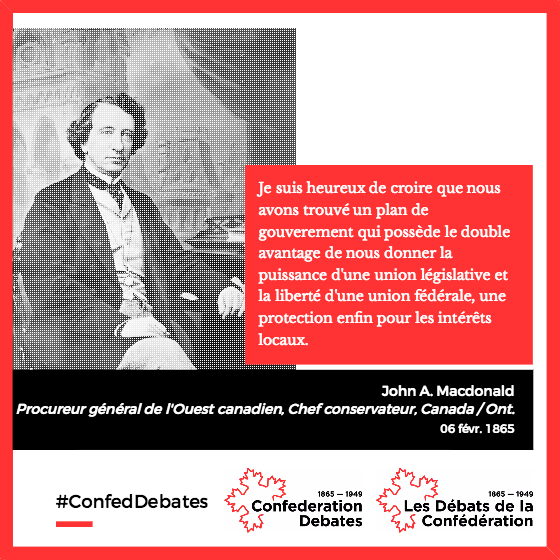 Je suis heureux de croire que nous
avons trouvé un plan de
gouverement qui possède le double
avantage de nous donner la
puissance d'une union législative et
la liberté d'une union fédérale, une
protection enfin pour les intérêts
locaux.
John A. Macdonald
Procureur général de l'Ouest canadien, Chef conservateur, Canada / Ont.
06 févr. 1865
#ConfedDebates
1865 — 1949
Confederation
Debates
1865 — 1949
Les Débats de la
Confédération